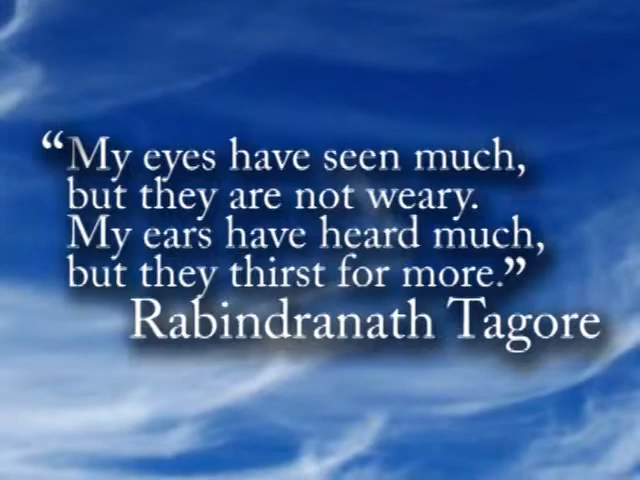 “My eyes have seen much,
but they are not weary.
My ears have heard much,
but they thirst for more.”
Rabindranath Tagore